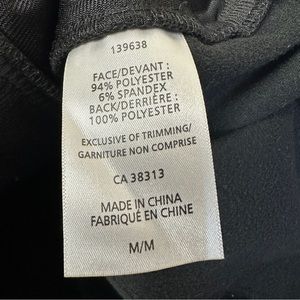 139638
FACE/DEVANT :
94% POLYESTER
6% SPANDEX
BACK/DERRIÈRE :
100% POLYESTER
EXCLUSIVE OF TRIMMING/
GARNITURE NON COMPRISE
CA 38313
MADE IN CHINA
FABRIQUÉ EN CHINE
M/M